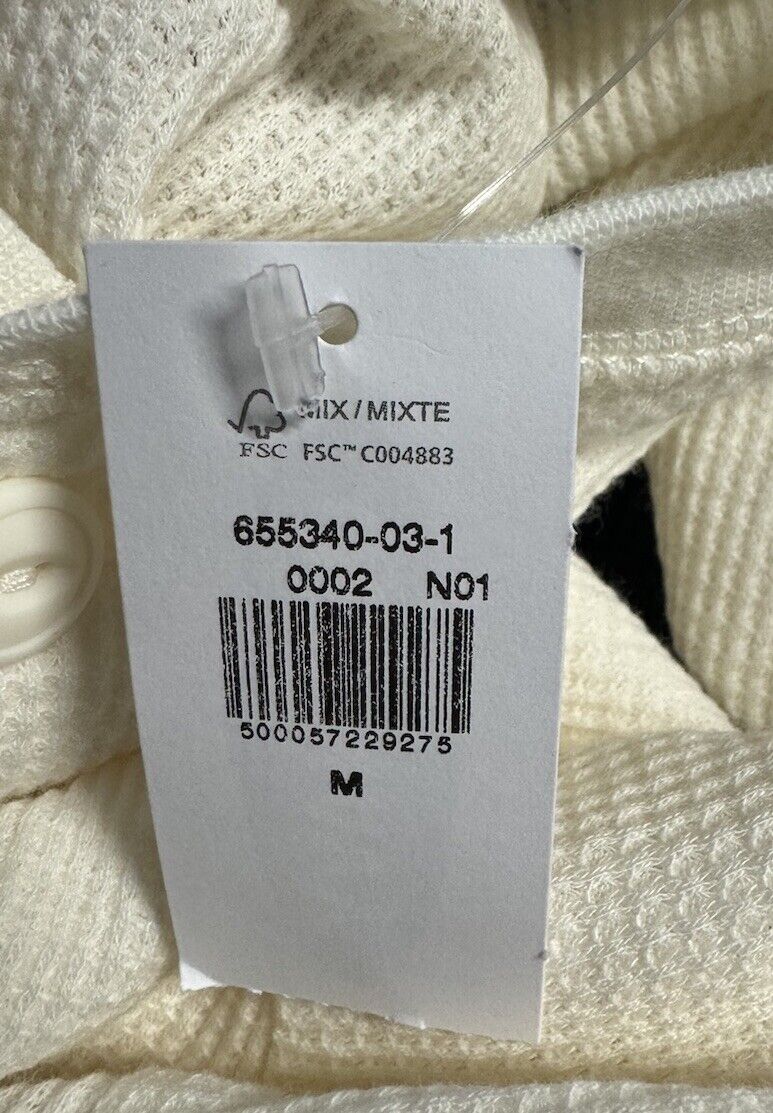 MIX / MIXTE
FSC FSC™ C004883
655340-03-1
0002 N01
500057229275
M